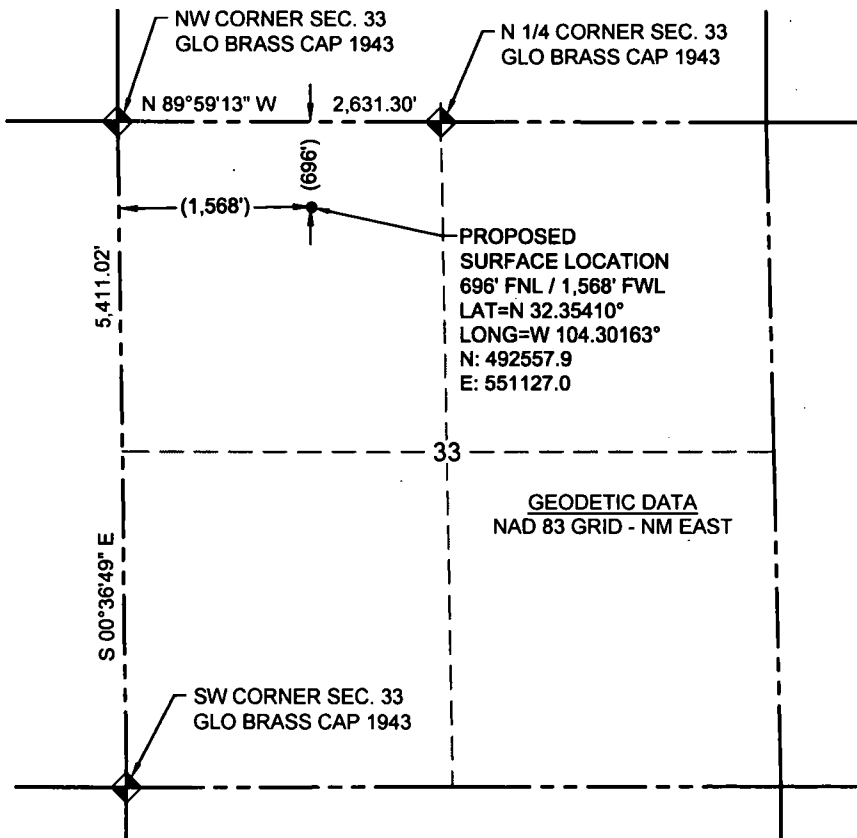 NW CORNER SEC. 33
GLO BRASS CAP 1943
N 1/4 CORNER SEC. 33
GLO BRASS CAP 1943
N 89°59'13" W
2,631.30'
(696')
(1,568')
5,411.02'
PROPOSED
SURFACE LOCATION
696' FNL / 1,568' FWL
LAT=N 32.35410°
LONG=W 104.30163°
N: 492557.9
E: 551127.0
33
GEODETIC DATA
NAD 83 GRID - NM EAST
S 00°36'49" E
SW CORNER SEC. 33
GLO BRASS CAP 1943